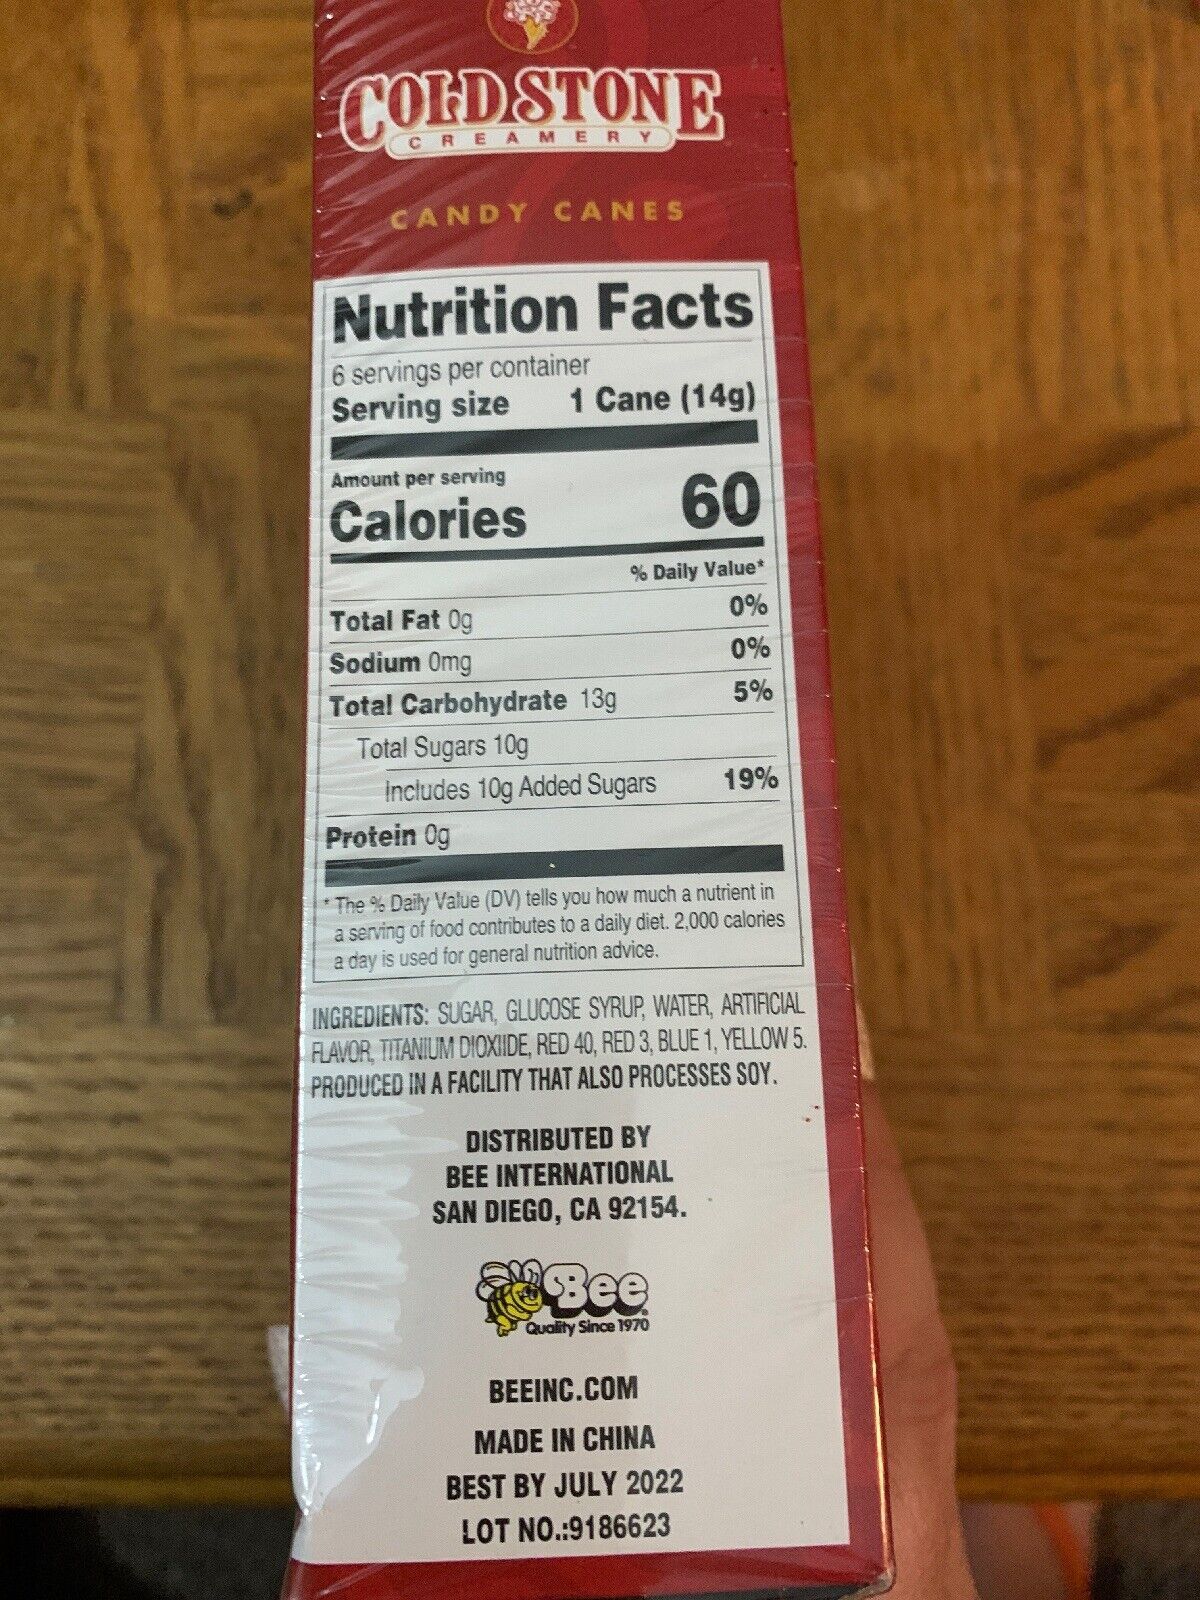 COLD STONE
CREAMERY
CANDY CANES
Nutrition Facts
6 servings per container
Serving size 1 Cane (14g)
Amount per serving
Calories 60
% Daily Value*
Total Fat 0g 0%
Sodium 0mg 0%
Total Carbohydrate 13g 5%
Total Sugars 10g
Includes 10g Added Sugars 19%
Protein 0g
* The % Daily Value (DV) tells you how much a nutrient in
a serving of food contributes to a daily diet. 2,000 calories
a day is used for general nutrition advice.
INGREDIENTS: SUGAR, GLUCOSE SYRUP, WATER, ARTIFICIAL
FLAVOR, TITANIUM DIOXIIDE, RED 40, RED 3, BLUE 1, YELLOW 5.
PRODUCED IN A FACILITY THAT ALSO PROCESSES SOY.
DISTRIBUTED BY
BEE INTERNATIONAL
SAN DIEGO, CA 92154.
Bee
Quality Since 1970
BEEINC.COM
MADE IN CHINA
BEST BY JULY 2022
LOT NO.:9186623